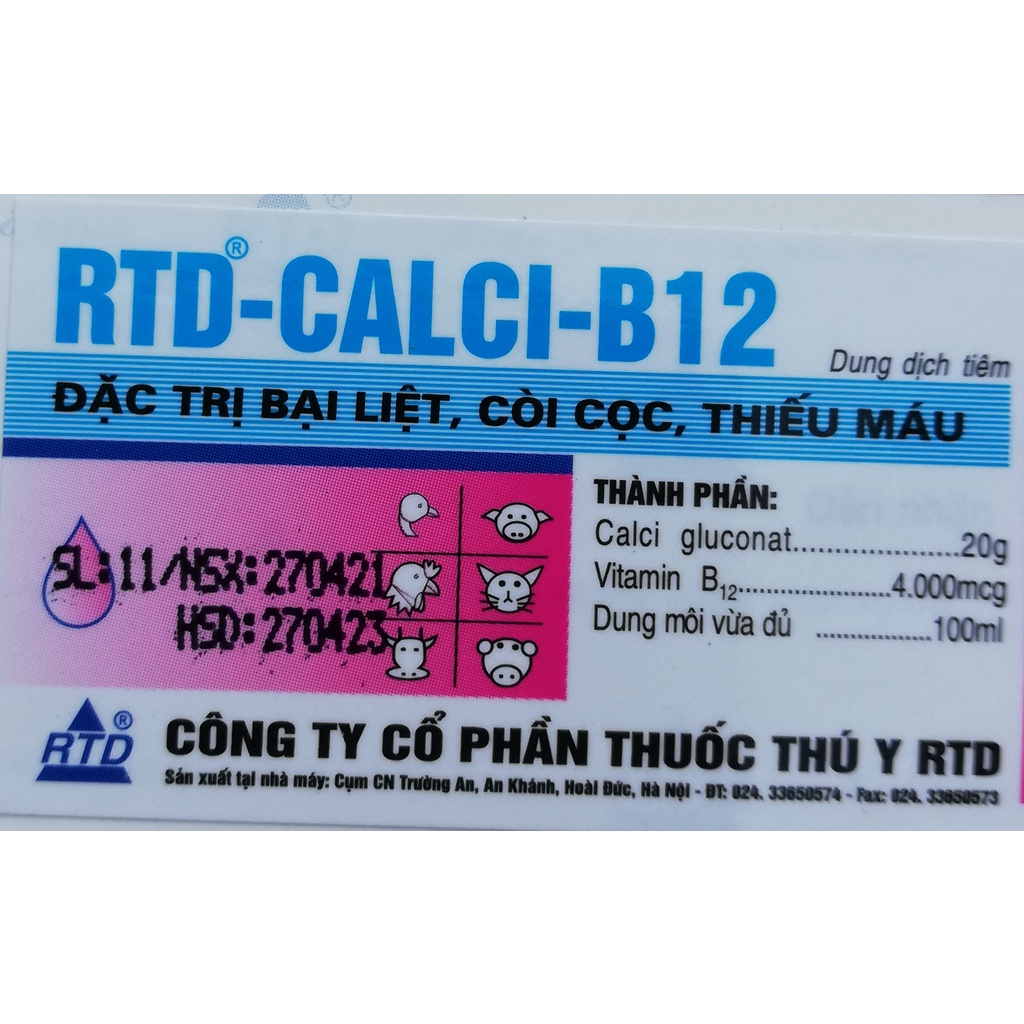 RTD®-CALCI-B12
Dung dịch tiêm
ĐẶC TRỊ BẠI LIỆT, CÒI CỌC, THIẾU MÁU
THÀNH PHẦN:
Calci gluconat....................20g
Vitamin B12.......................4.000mcg
Dung môi vừa đủ ..................100ml
SL:11/NSX:270421
HSD:270423
RTD®
CÔNG TY CỔ PHẦN THUỐC THÚ Y RTD
Sản xuất tại nhà máy: Cụm CN Trường An, An Khánh, Hoài Đức, Hà Nội - ĐT: 024. 33650574 - Fax: 024. 33650573